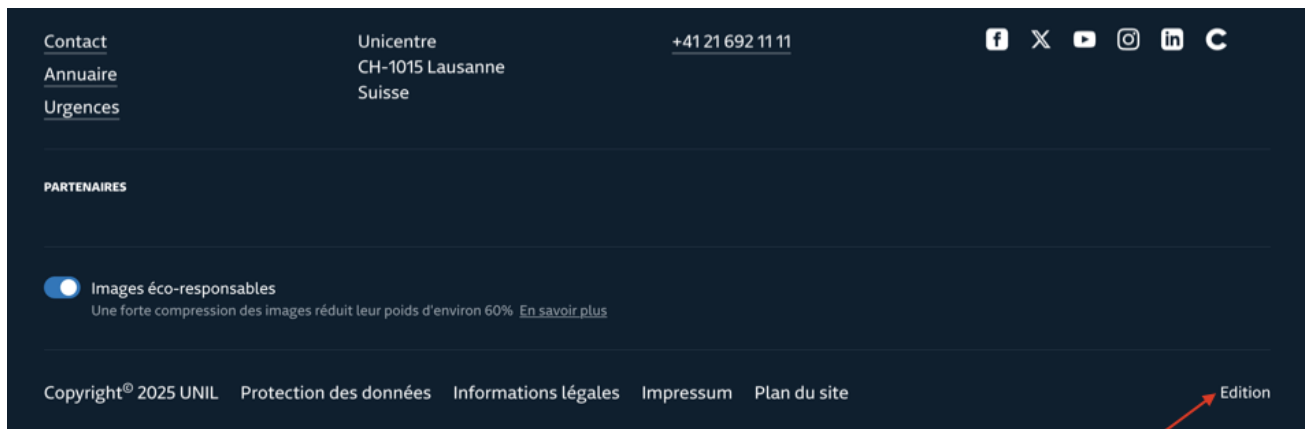 Contact
Annuaire
Urgences
Unicentre
CH-1015 Lausanne
Suisse
+41 21 692 11 11
PARTENAIRES
Images éco-responsables
Une forte compression des images réduit leur poids d'environ 60% En savoir plus
Copyright© 2025 UNIL Protection des données Informations légales Impressum Plan du site Edition